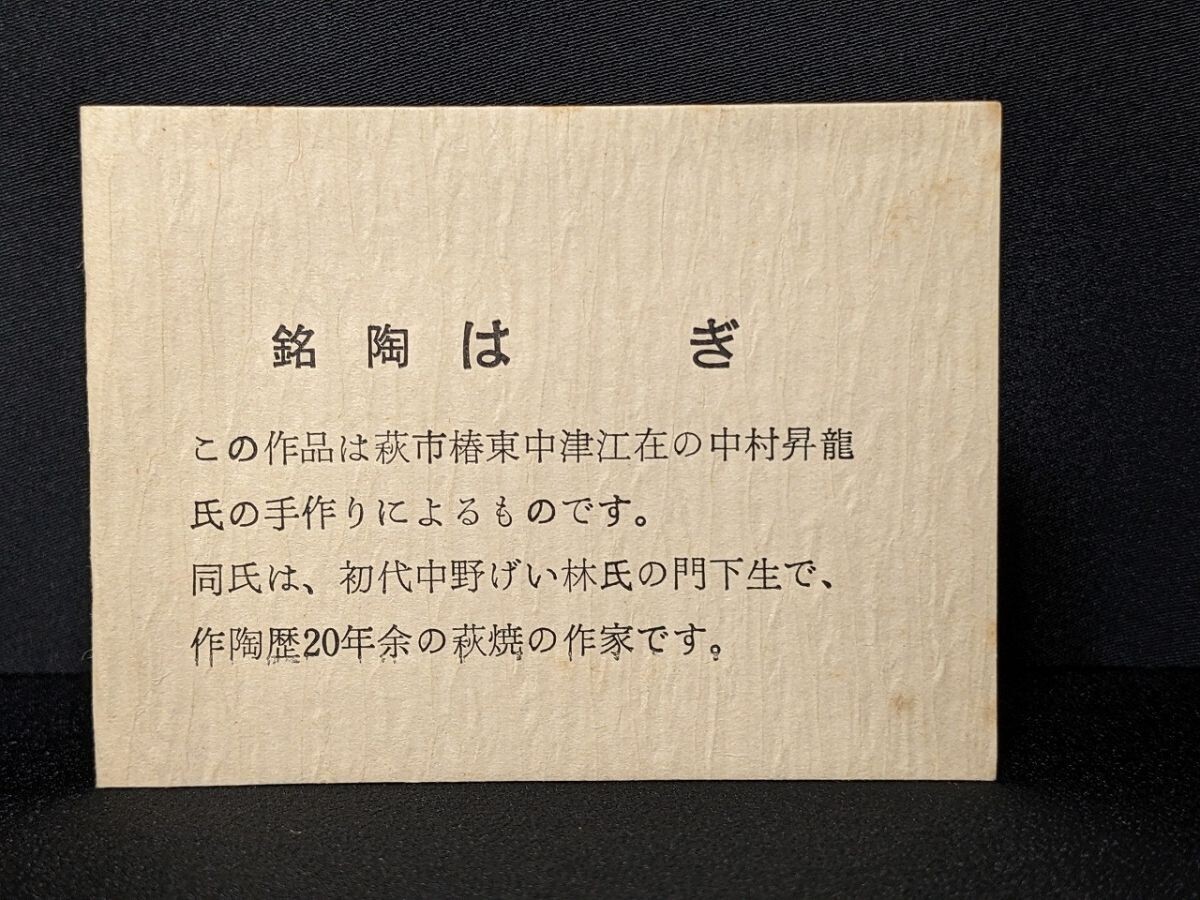 銘陶はぎ
この作品は萩市椿東中津江在の中村昇龍
氏の手作りによるものです。
同氏は、初代中野げい林氏の門下生で、
作陶歴20年余の萩焼の作家です。